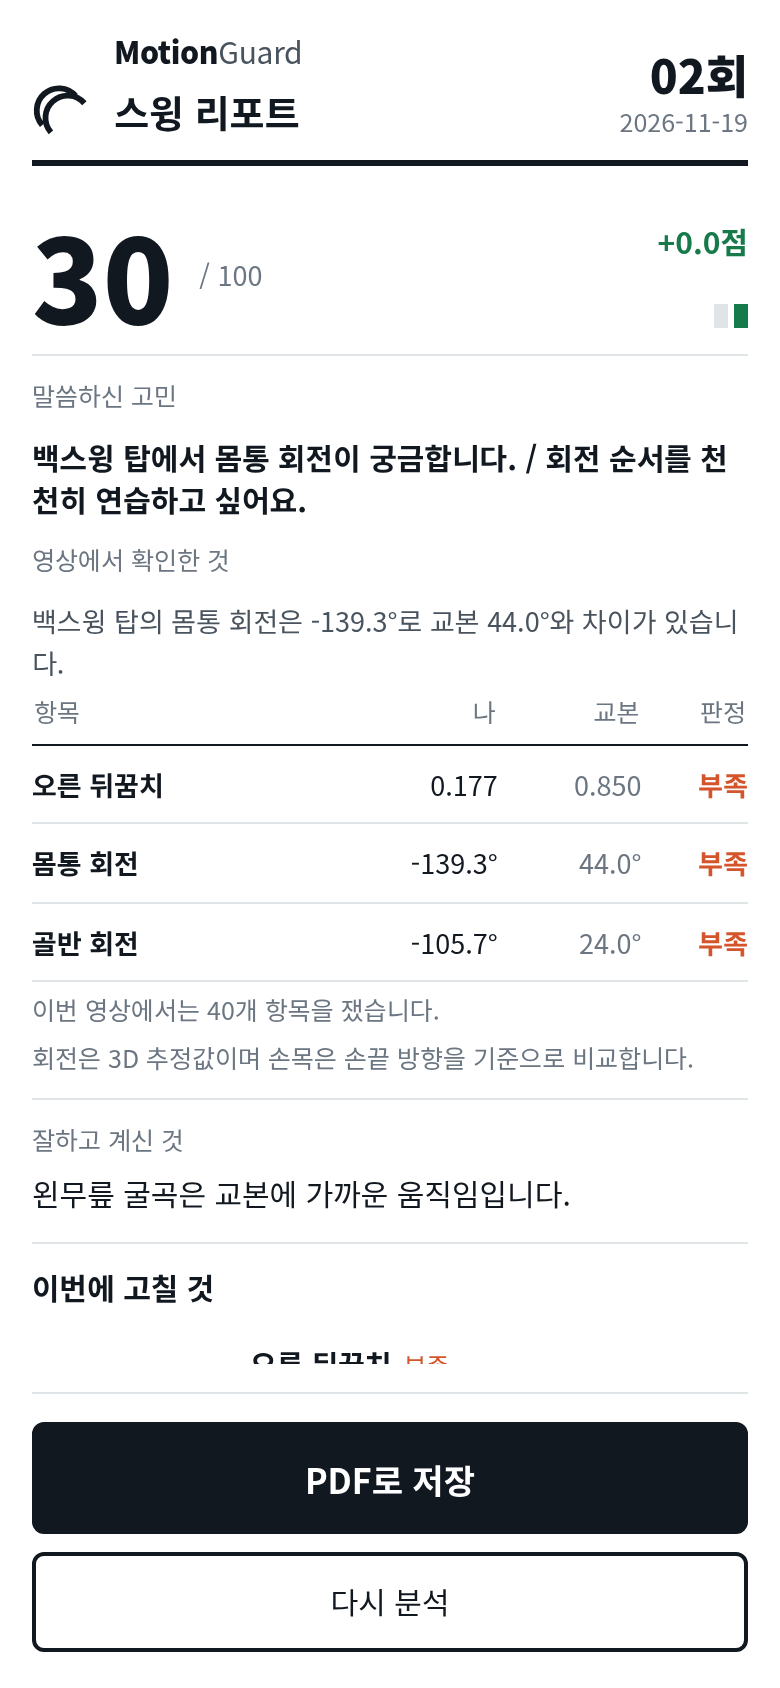 MotionGuard
스윙 리포트
02회
2026-11-19
30 / 100
+0.0점
말씀하신 고민
백스윙 탑에서 몸통 회전이 궁금합니다. / 회전 순서를 천
천히 연습하고 싶어요.
영상에서 확인한 것
백스윙 탑의 몸통 회전은 -139.3°로 교본 44.0°와 차이가 있습니
다.
항목 나 교본 판정
오른 뒤꿈치 0.177 0.850 부족
몸통 회전 -139.3° 44.0° 부족
골반 회전 -105.7° 24.0° 부족
이번 영상에서는 40개 항목을 쟀습니다.
회전은 3D 추정값이며 손목은 손끝 방향을 기준으로 비교합니다.
잘하고 계신 것
왼무릎 굴곡은 교본에 가까운 움직임입니다.
이번에 고칠 것
오른 뒤꿈치 부족
PDF로 저장
다시 분석